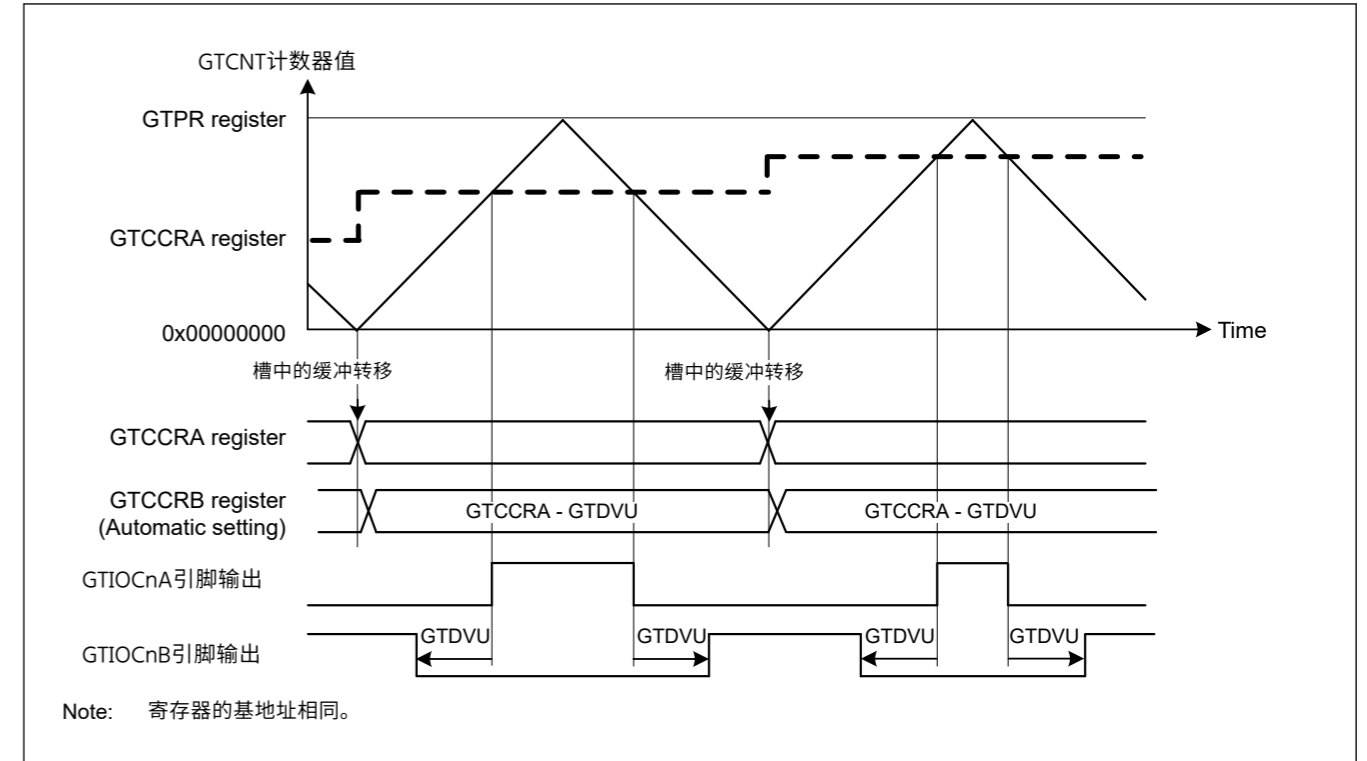 GTCNT计数器值
GTPR register
GTCCRA register
0x00000000
Time
槽中的缓冲转移
槽中的缓冲转移
GTCCRA register
GTCCRB register
(Automatic setting)
GTCCRA - GTDVU
GTCCRA - GTDVU
GTIOCnA引脚输出
GTDVU
GTDVU
GTDVU
GTDVU
GTIOCnB引脚输出
Note: 寄存器的基地址相同。